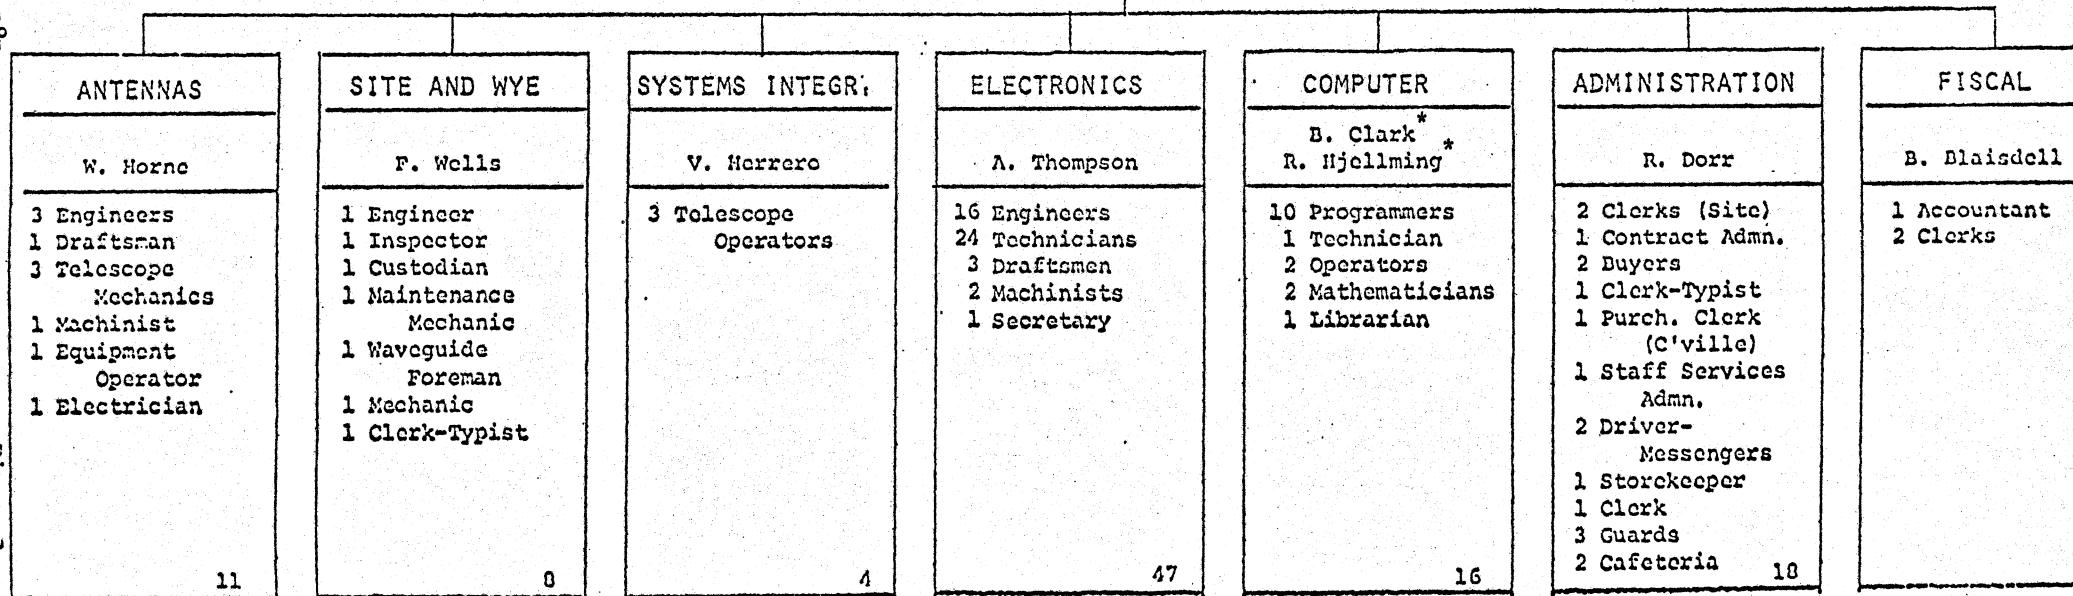 ANTENNAS
W. Horne
3 Engineers
1 Draftsman
3 Telescope
Mechanics
1 Machinist
1 Equipment
Operator
1 Electrician
11
SITE AND WYE
F. Wells
1 Engineer
1 Inspector
1 Custodian
1 Maintenance
Mechanic
1 Waveguide
Foreman
1 Mechanic
1 Clerk-Typist
8
SYSTEMS INTEGR.
V. Herrero
3 Telescope
Operators
4
ELECTRONICS
A. Thompson
16 Engineers
24 Technicians
3 Draftsmen
2 Machinists
1 Secretary
47
COMPUTER
B. Clark*
R. Hjellming*
10 Programmers
1 Technician
2 Operators
2 Mathematicians
1 Librarian
16
ADMINISTRATION
R. Dorr
2 Clerks (Site)
1 Contract Admn.
2 Buyers
1 Clerk-Typist
1 Purch. Clerk
(C'ville)
1 Staff Services
Admn.
2 Driver-
Messengers
1 Storekeeper
1 Clerk
3 Guards
2 Cafeteria
18
FISCAL
B. Blaisdell
1 Accountant
2 Clerks